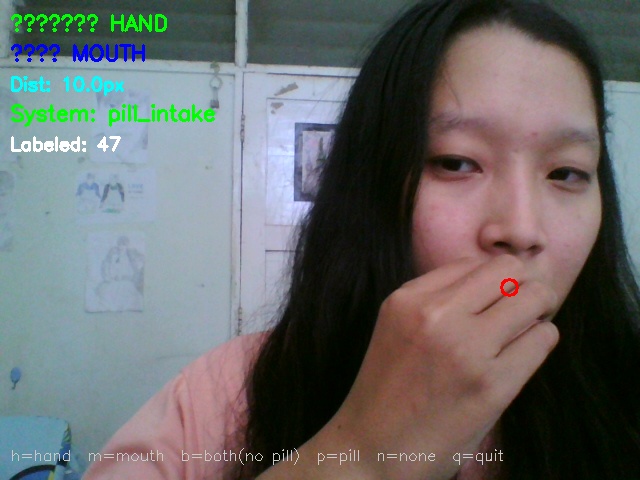 ??????? HAND
???? MOUTH
Dist: 10.0px
System: pill_intake
Labeled: 47
h=hand m=mouth b=both(no pill) p=pill n=none q=quit